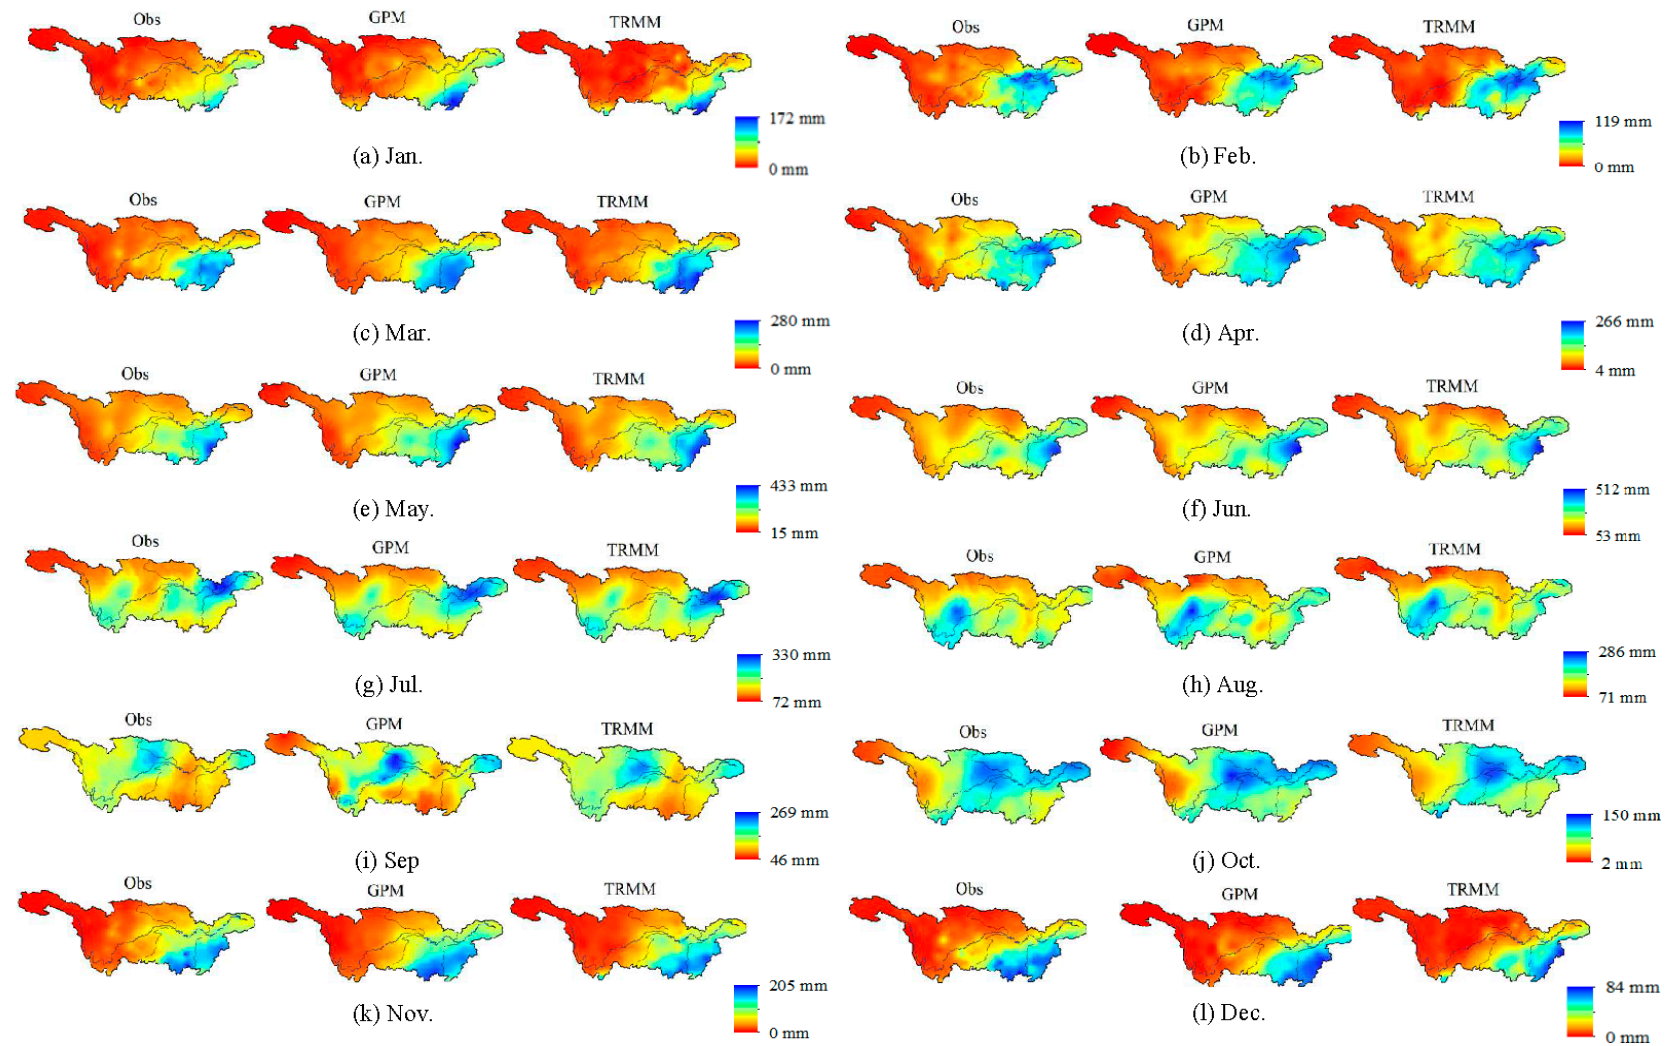 Obs
GPM
TRMM
172 mm
0 mm
(a) Jan.
Obs
GPM
TRMM
119 mm
0 mm
(b) Feb.
Obs
GPM
TRMM
280 mm
0 mm
(c) Mar.
Obs
GPM
TRMM
266 mm
4 mm
(d) Apr.
Obs
GPM
TRMM
433 mm
15 mm
(e) May.
Obs
GPM
TRMM
512 mm
53 mm
(f) Jun.
Obs
GPM
TRMM
330 mm
72 mm
(g) Jul.
Obs
GPM
TRMM
286 mm
71 mm
(h) Aug.
Obs
GPM
TRMM
269 mm
46 mm
(i) Sep
Obs
GPM
TRMM
150 mm
2 mm
(j) Oct.
Obs
GPM
TRMM
205 mm
0 mm
(k) Nov.
Obs
GPM
TRMM
84 mm
0 mm
(l) Dec.